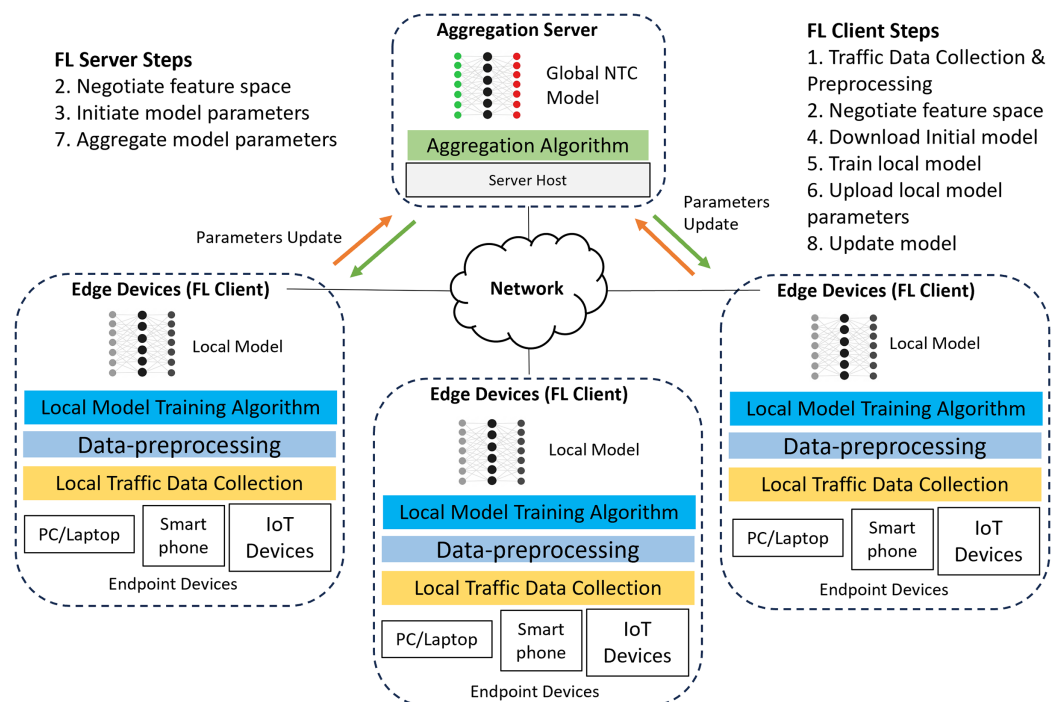 FL Server Steps
2. Negotiate feature space
3. Initiate model parameters
7. Aggregate model parameters
Aggregation Server
Global NTC
Model
Aggregation Algorithm
Server Host
FL Client Steps
1. Traffic Data Collection &
Preprocessing
2. Negotiate feature space
4. Download Initial model
5. Train local model
6. Upload local model
parameters
8. Update model
Parameters Update
Parameters
Update
Network
Edge Devices (FL Client)
Local Model
Local Model Training Algorithm
Data-preprocessing
Local Traffic Data Collection
PC/Laptop
Smart
phone
IoT
Devices
Endpoint Devices
Edge Devices (FL Client)
Local Model
Local Model Training Algorithm
Data-preprocessing
Local Traffic Data Collection
PC/Laptop
Smart
phone
IoT
Devices
Endpoint Devices
Edge Devices (FL Client)
Local Model
Local Model Training Algorithm
Data-preprocessing
Local Traffic Data Collection
PC/Laptop
Smart
phone
IoT
Devices
Endpoint Devices